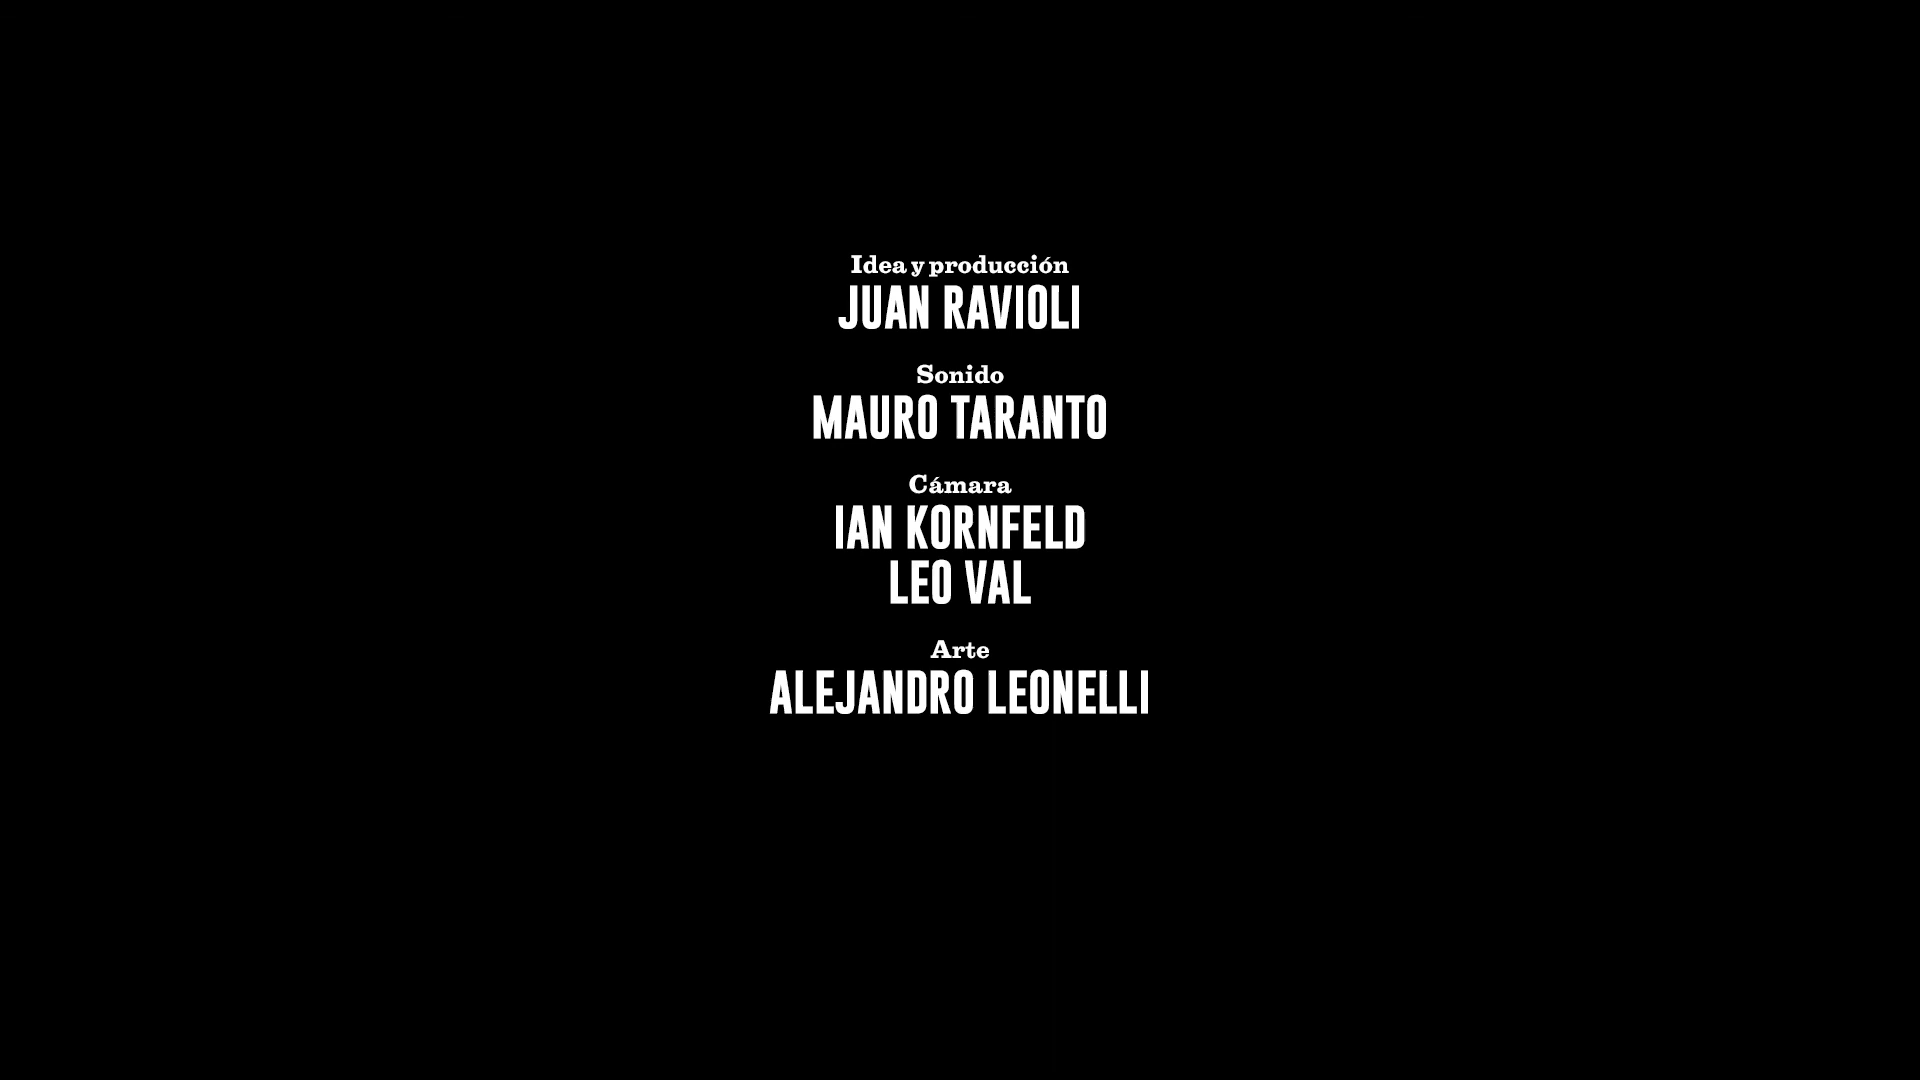 Idea y producción
JUAN RAVIOLI
Sonido
MAURO TARANTO
Cámara
IAN KORNFELD
LEO VAL
Arte
ALEJANDRO LEONELLI